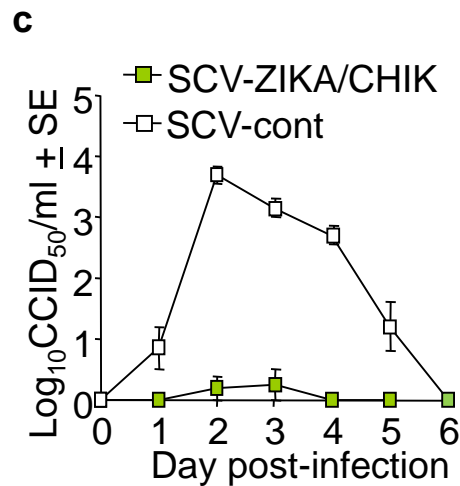 c
SCV-ZIKA/CHIK
SCV-cont
Log₁₀CCID₅₀/ml ± SE
5
4
3
2
1
0
0 1 2 3 4 5 6
Day post-infection